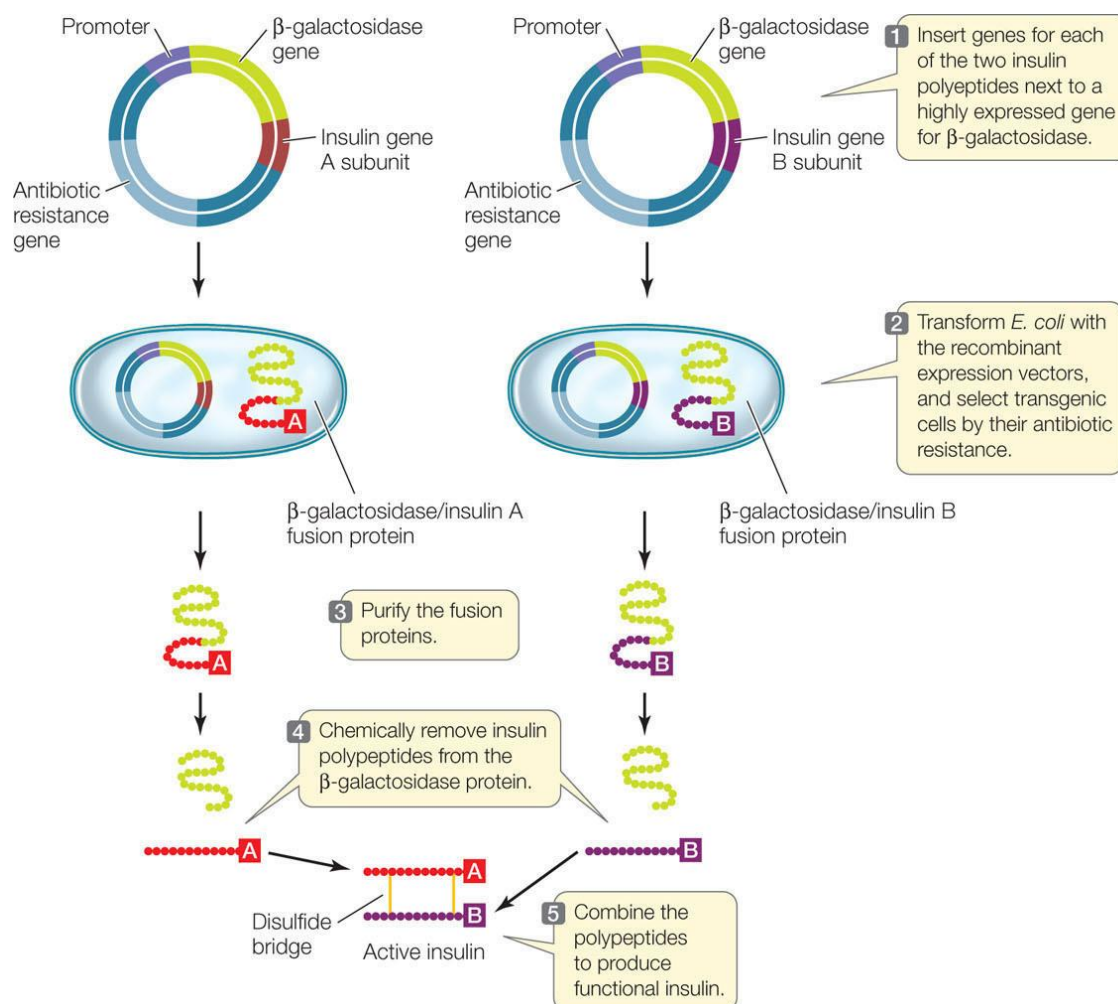 Promoter
β-galactosidase
gene
Insulin gene
A subunit
Antibiotic
resistance
gene
Promoter
β-galactosidase
gene
Insulin gene
B subunit
Antibiotic
resistance
gene
1 Insert genes for each
of the two insulin
polyeptides next to a
highly expressed gene
for β-galactosidase.
A
B
2 Transform E. coli with
the recombinant
expression vectors,
and select transgenic
cells by their antibiotic
resistance.
β-galactosidase/insulin A
fusion protein
β-galactosidase/insulin B
fusion protein
A
3 Purify the fusion
proteins.
B
4 Chemically remove insulin
polypeptides from the
β-galactosidase protein.
A
B
A
B
Disulfide
bridge
Active insulin
5 Combine the
polypeptides
to produce
functional insulin.